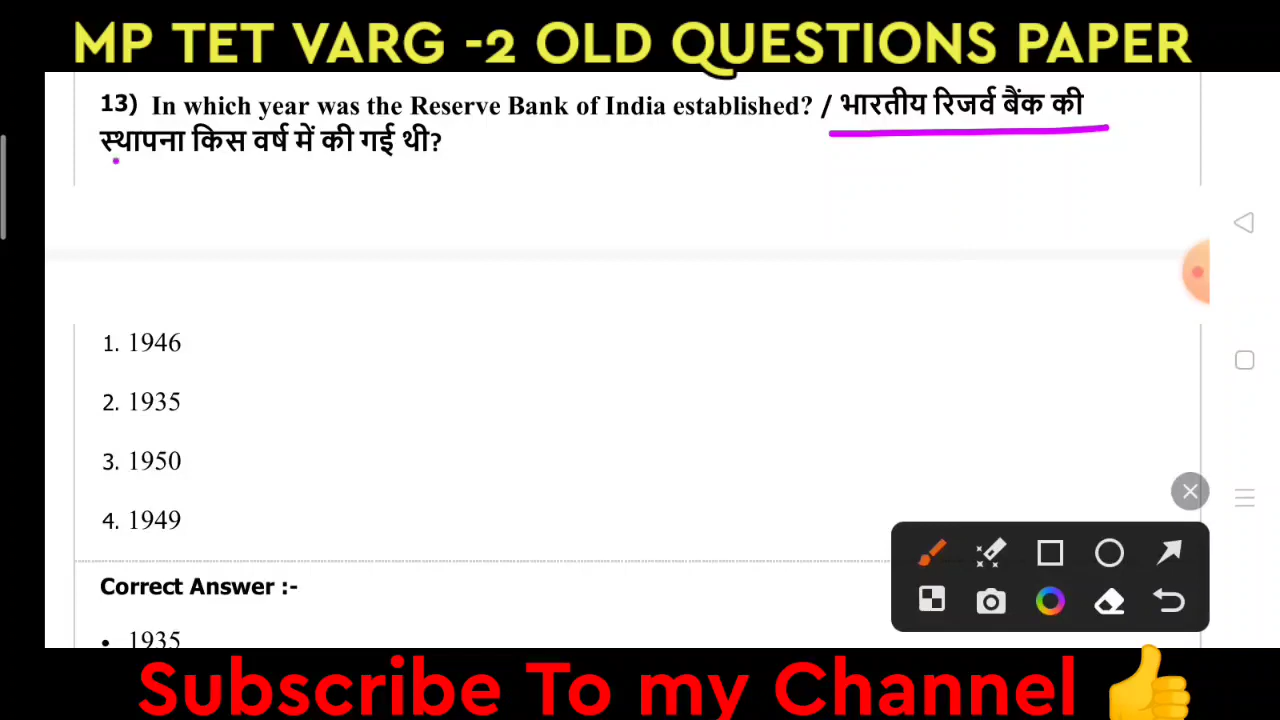 MP TET VARG -2 OLD QUESTIONS PAPER
13) In which year was the Reserve Bank of India established? / भारतीय रिजर्व बैंक की
स्थापना किस वर्ष में की गई थी?
1. 1946
2. 1935
3. 1950
4. 1949
Correct Answer :-
• 1935
Subscribe To my Channel 👍